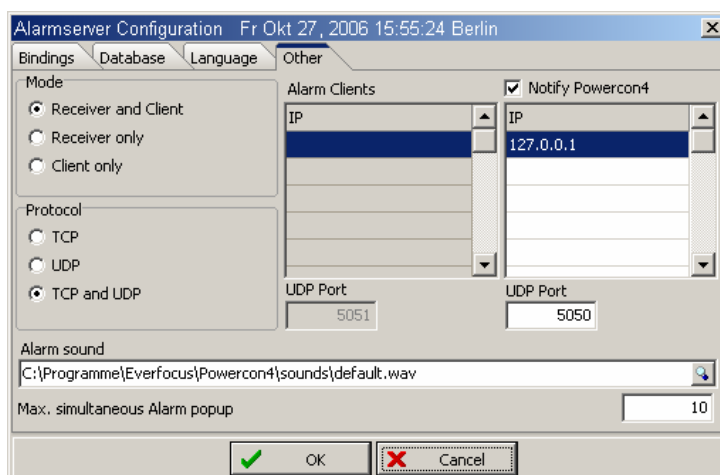 Alarmserver Configuration Fr Okt 27, 2006 15:55:24 Berlin
Bindings Database Language Other
Mode
Receiver and Client
Receiver only
Client only
Protocol
TCP
UDP
TCP and UDP
Alarm Clients
IP
UDP Port
5051
Notify Powercon4
IP
127.0.0.1
UDP Port
5050
Alarm sound
C:\Programme\Everfocus\Powercon4\sounds\default.wav
Max. simultaneous Alarm popup 10
OK Cancel